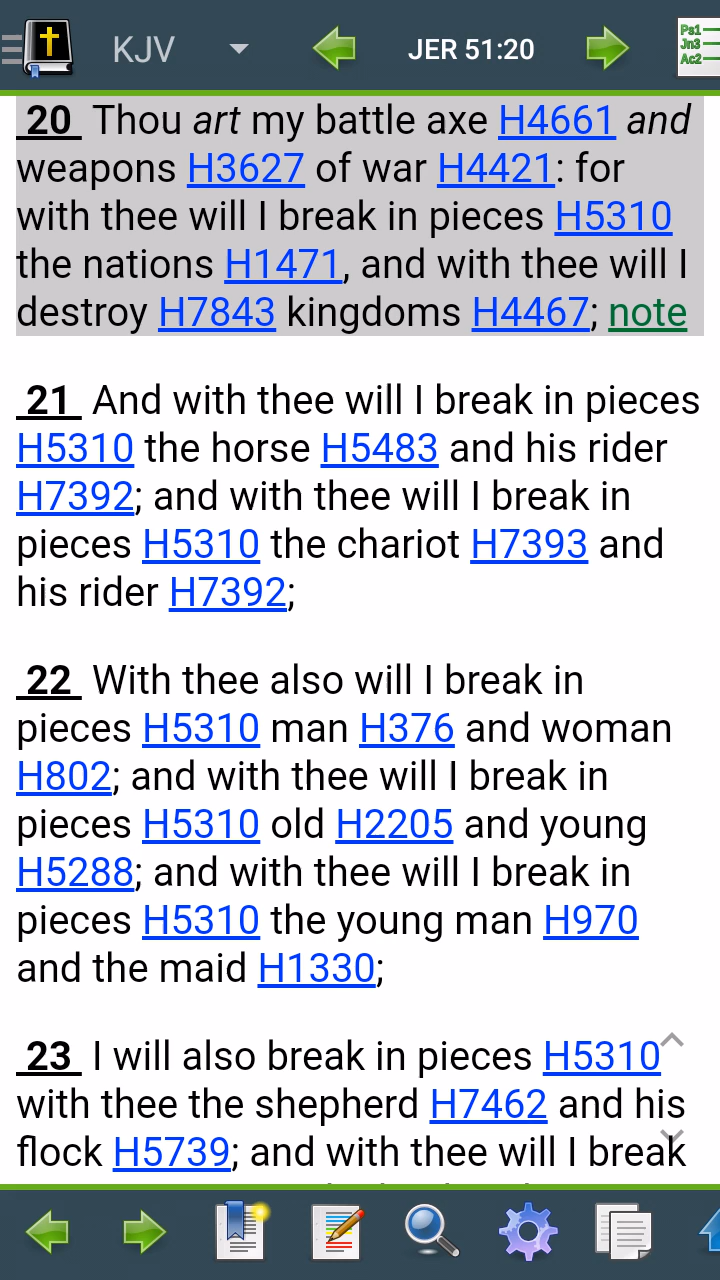 KJV
JER 51:20
Ps1
Jn3
Ac2
20 Thou art my battle axe H4661 and
weapons H3627 of war H4421: for
with thee will I break in pieces H5310
the nations H1471, and with thee will I
destroy H7843 kingdoms H4467; note
21 And with thee will I break in pieces
H5310 the horse H5483 and his rider
H7392; and with thee will I break in
pieces H5310 the chariot H7393 and
his rider H7392;
22 With thee also will I break in
pieces H5310 man H376 and woman
H802; and with thee will I break in
pieces H5310 old H2205 and young
H5288; and with thee will I break in
pieces H5310 the young man H970
and the maid H1330;
23 I will also break in pieces H5310
with thee the shepherd H7462 and his
flock H5739; and with thee will I break